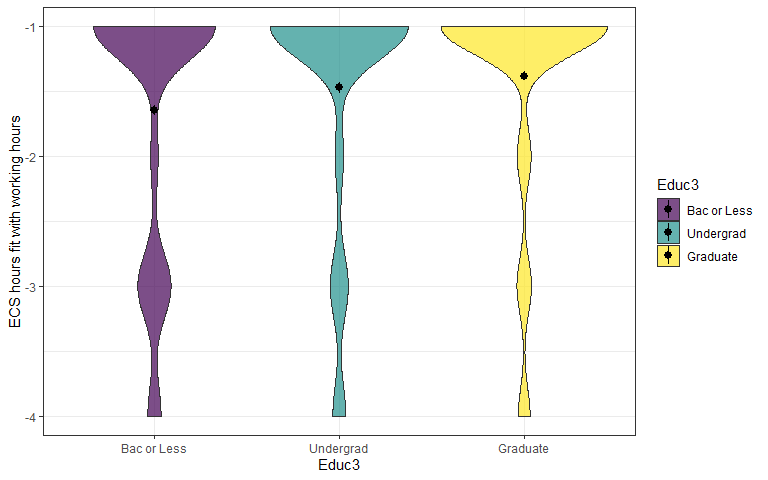 ECS hours fit with working hours
-1
-2
-3
-4
Bac or Less
Undergrad
Graduate
Educ3
Educ3
Bac or Less
Undergrad
Graduate